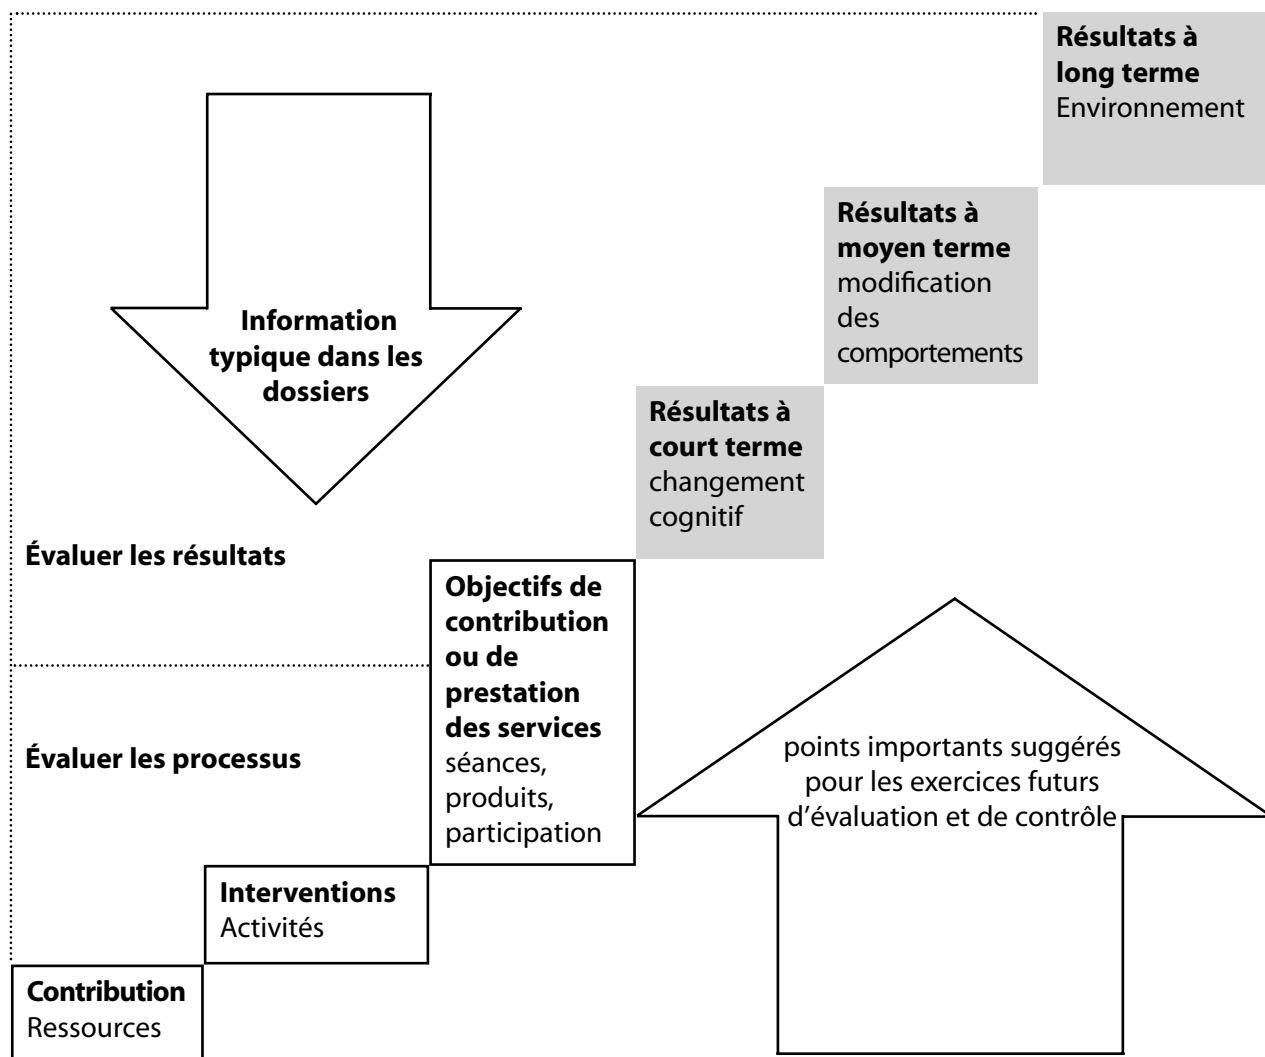 Résultats à
long terme
Environnement
Résultats à
moyen terme
modification
des
comportements
Information
typique dans les
dossiers
Résultats à
court terme
changement
cognitif
Évaluer les résultats
Objectifs de
contribution
ou de
prestation
des services
séances,
produits,
participation
Évaluer les processus
points importants suggérés
pour les exercices futurs
d’évaluation et de contrôle
Interventions
Activités
Contribution
Ressources